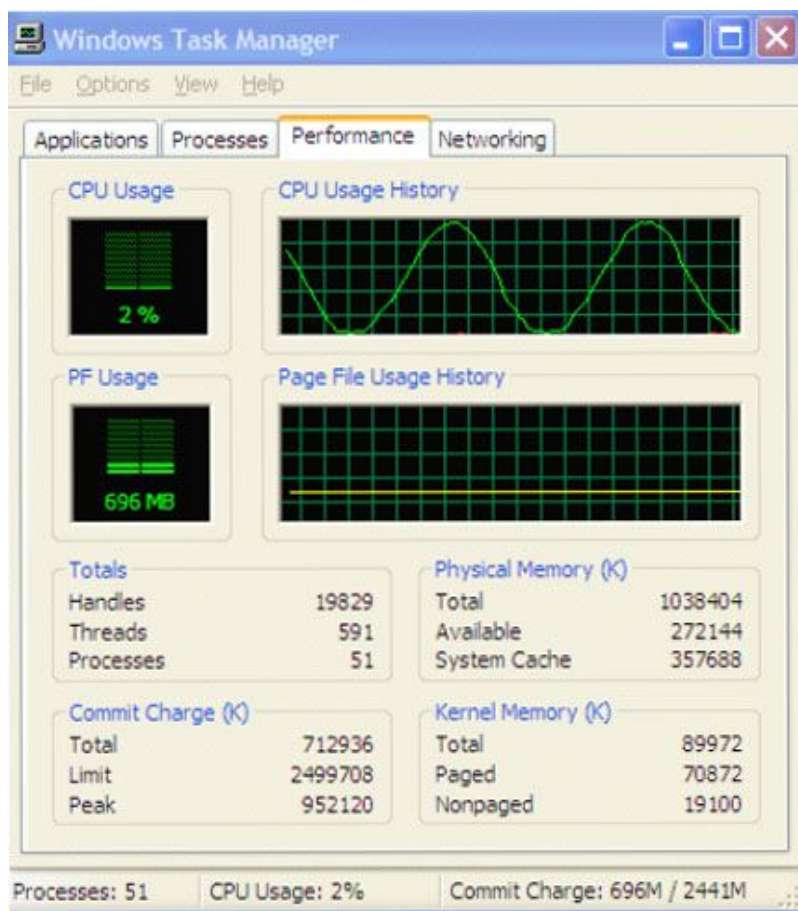 Windows Task Manager
File Options View Help
Applications Processes Performance Networking
CPU Usage CPU Usage History
2 %
PF Usage Page File Usage History
696 MB
Totals
Handles 19829
Threads 591
Processes 51
Physical Memory (K)
Total 1038404
Available 272144
System Cache 357688
Commit Charge (K)
Total 712936
Limit 2499708
Peak 952120
Kernel Memory (K)
Total 89972
Paged 70872
Nonpaged 19100
Processes: 51 CPU Usage: 2% Commit Charge: 696M / 2441M